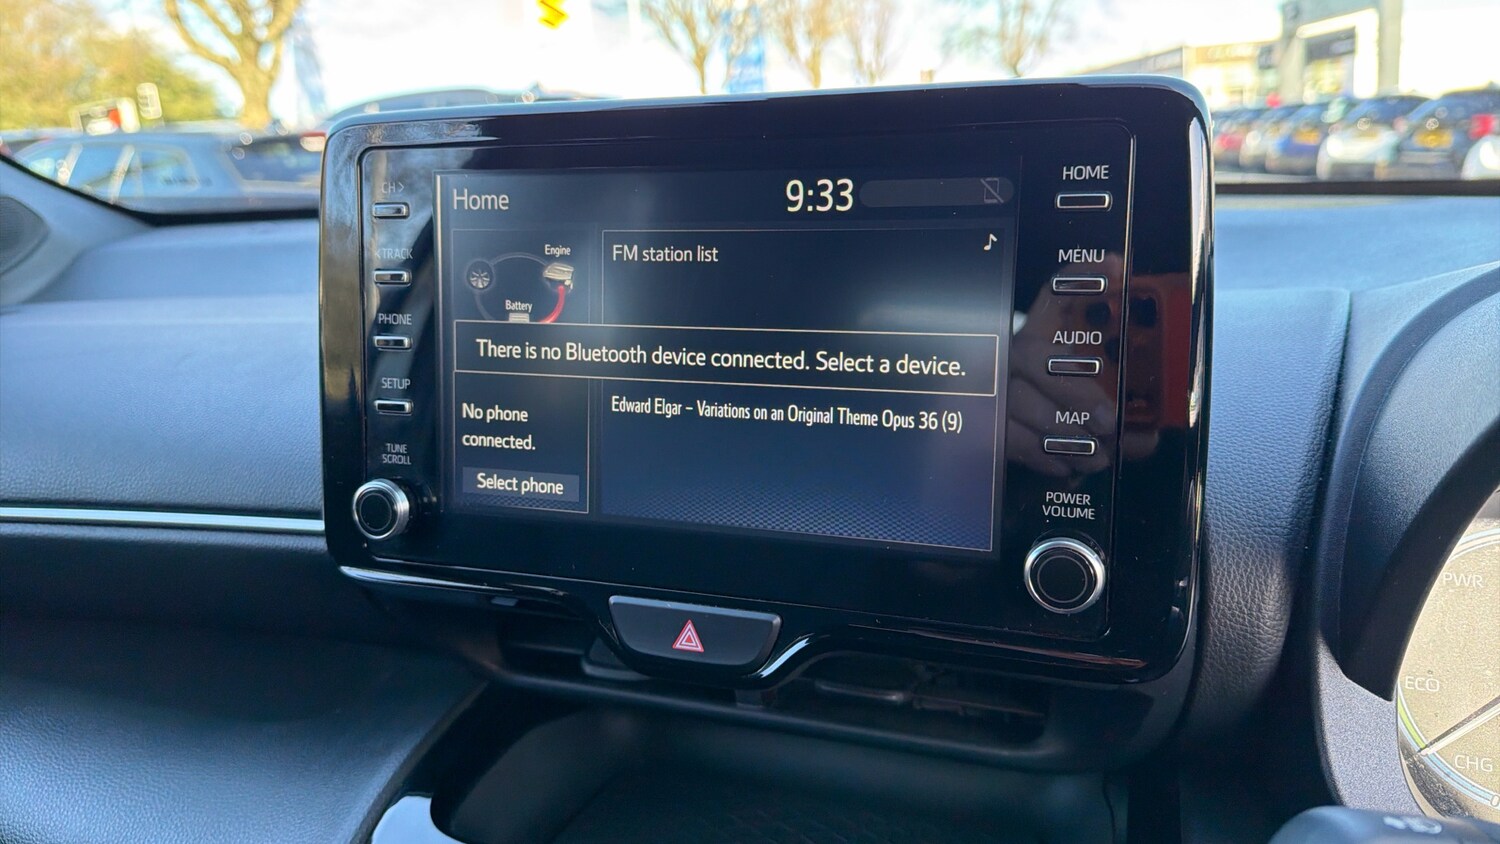 CH >
< TRACK
PHONE
SETUP
TUNE
SCROLL
Home
9:33
Engine
Battery
FM station list
There is no Bluetooth device connected. Select a device.
No phone
connected.
Select phone
Edward Elgar – Variations on an Original Theme Opus 36 (9)
HOME
MENU
AUDIO
MAP
POWER
VOLUME
PWR
ECO
CHG